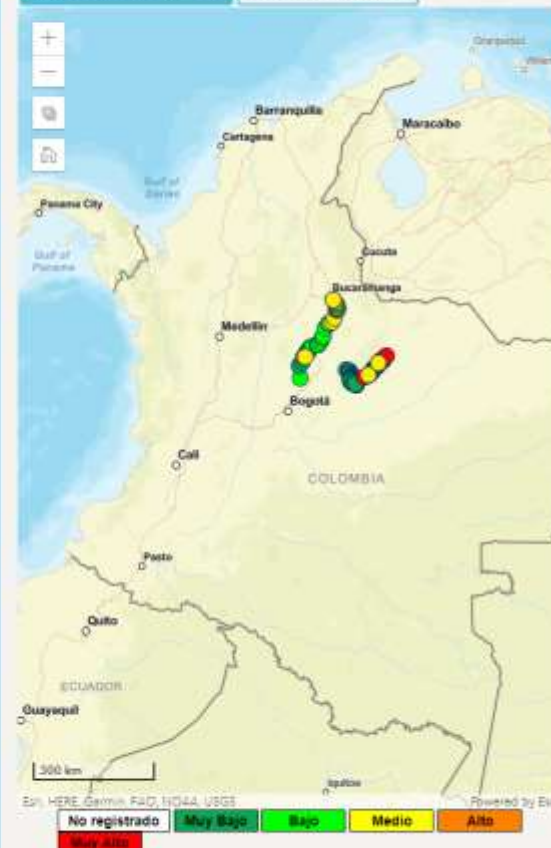 Barranquilla
Maracaibo
Cartagena
Gulf of
Panama City
Gulf of
Panama
Cucuta
Bucaramanga
Medellin
Bogotá
Cali
COLOMBIA
Pasto
Quito
ECUADOR
Guayaquil
300 km
Iquitos
Esri, HERE, Garmin, FAO, NOAA, USGS
Powered by
No registrado
Muy Bajo
Bajo
Medio
Alto
Muy Alto